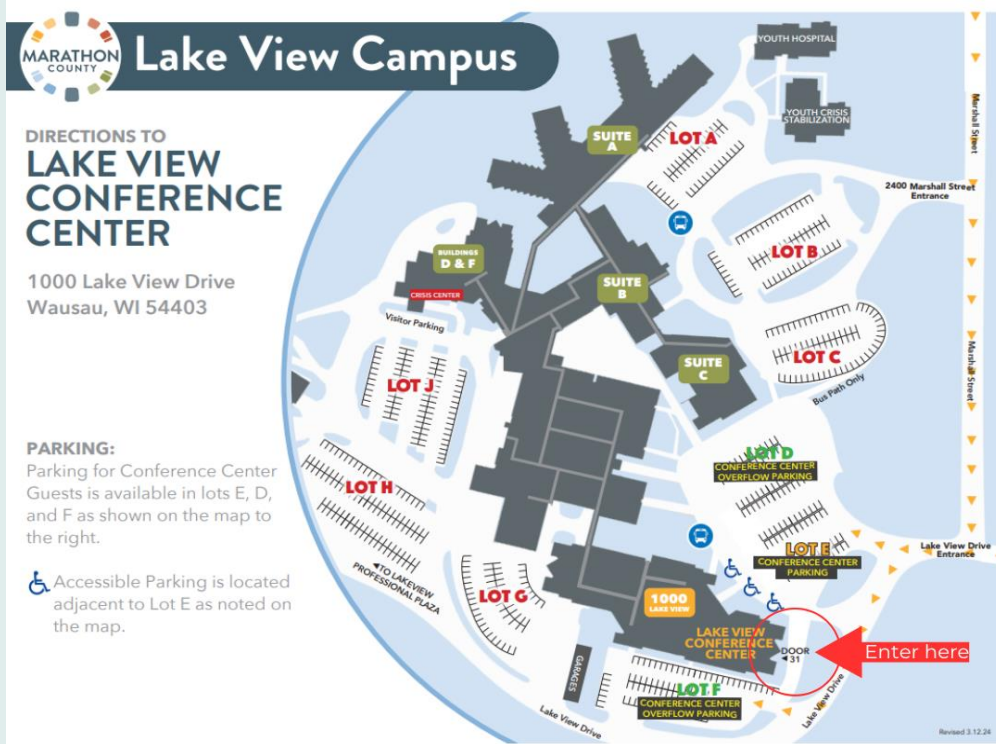 MARATHON
COUNTY
Lake View Campus
DIRECTIONS TO
LAKE VIEW
CONFERENCE
CENTER
1000 Lake View Drive
Wausau, WI 54403
PARKING:
Parking for Conference Center
Guests is available in lots E, D,
and F as shown on the map to
the right.
Accessible Parking is located
adjacent to Lot E as noted on
the map.
YOUTH HOSPITAL
YOUTH CRISIS
STABILIZATION
Marshall Street
SUITE
A
LOT A
2400 Marshall Street
Entrance
LOT B
BUILDINGS
D & F
CRISIS CENTER
Visitor Parking
SUITE
B
SUITE
C
LOT C
Bus Path Only
Marshall Street
LOT J
LOT D
CONFERENCE CENTER
OVERFLOW PARKING
LOT H
◄TO LAKEVIEW
PROFESSIONAL PLAZA
LOT E
CONFERENCE CENTER
PARKING
Lake View Drive
Entrance
LOT G
1000
LAKE VIEW
LAKE VIEW
CONFERENCE
CENTER
DOOR
◄31
Enter here
GARAGES
LOT F
CONFERENCE CENTER
OVERFLOW PARKING
Lake View Drive
Lake View Drive
Revised 3.12.24